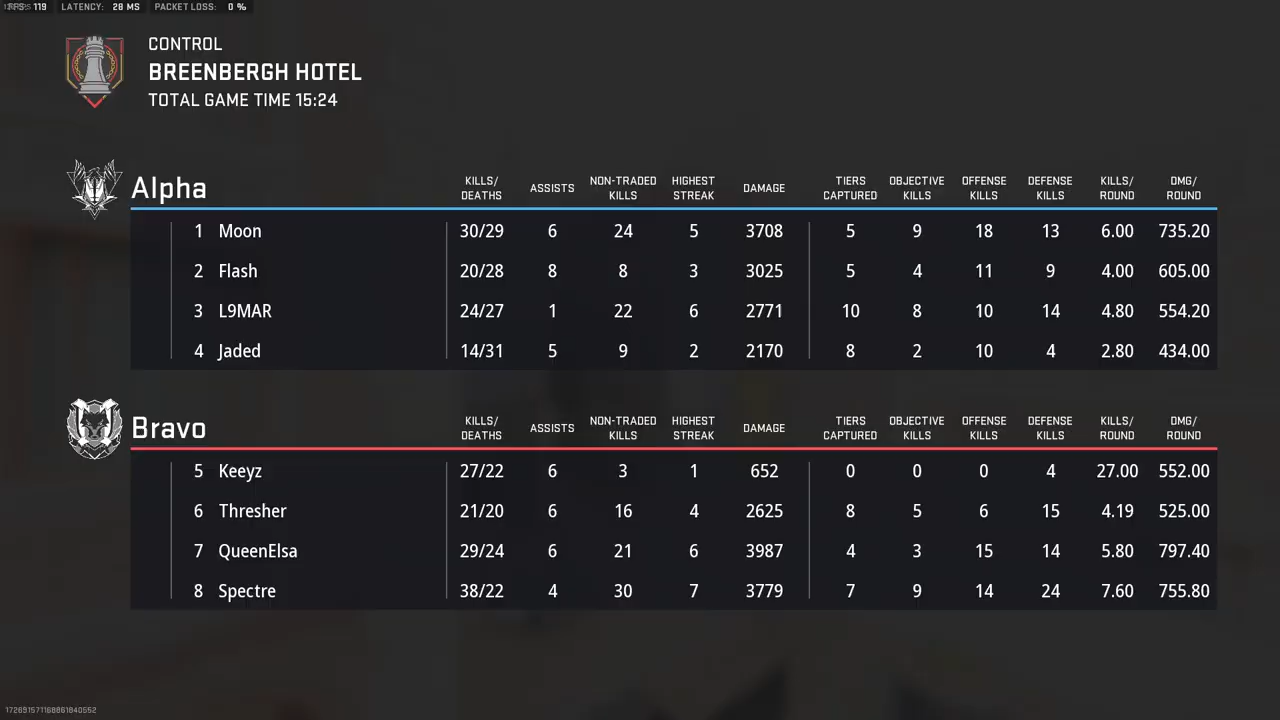 FPS: 119 LATENCY: 28 MS PACKET LOSS: 0 %
CONTROL
BREENBERGH HOTEL
TOTAL GAME TIME 15:24
Alpha KILLS/ DEATHS ASSISTS NON-TRADED KILLS HIGHEST STREAK DAMAGE TIERS CAPTURED OBJECTIVE KILLS OFFENSE KILLS DEFENSE KILLS KILLS/ ROUND DMG/ ROUND
1 Moon 30/29 6 24 5 3708 5 9 18 13 6.00 735.20
2 Flash 20/28 8 8 3 3025 5 4 11 9 4.00 605.00
3 L9MAR 24/27 1 22 6 2771 10 8 10 14 4.80 554.20
4 Jaded 14/31 5 9 2 2170 8 2 10 4 2.80 434.00
Bravo KILLS/ DEATHS ASSISTS NON-TRADED KILLS HIGHEST STREAK DAMAGE TIERS CAPTURED OBJECTIVE KILLS OFFENSE KILLS DEFENSE KILLS KILLS/ ROUND DMG/ ROUND
5 Keeyz 27/22 6 3 1 652 0 0 0 4 27.00 552.00
6 Thresher 21/20 6 16 4 2625 8 5 6 15 4.19 525.00
7 QueenElsa 29/24 6 21 6 3987 4 3 15 14 5.80 797.40
8 Spectre 38/22 4 30 7 3779 7 9 14 24 7.60 755.80